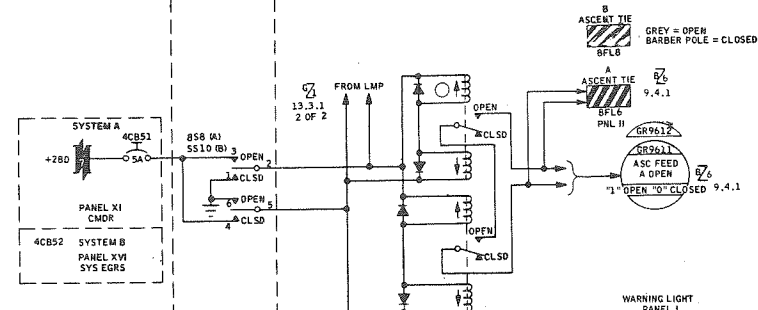 B
ASCENT TIE
8FL8
GREY = OPEN
BARBER POLE = CLOSED
A
ASCENT TIE
8FL6
PNL II
B/6
9.4.1
G/1
13.3.1
2 OF 2
FROM LMP
SYSTEM A
4CB51
+28D
5A
PANEL XI
CMDR
4CB52 SYSTEM B
PANEL XVI
SYS EGRS
8S8 (A)
SS10 (B)
3 OPEN
2
1 CLSD
6 OPEN
5
4 CLSD
OPEN
CLSD
OPEN
CLSD
GR9612
GR9611
ASC FEED
A OPEN
"1" OPEN "0" CLOSED
B/6
9.4.1
WARNING LIGHT
PANEL I